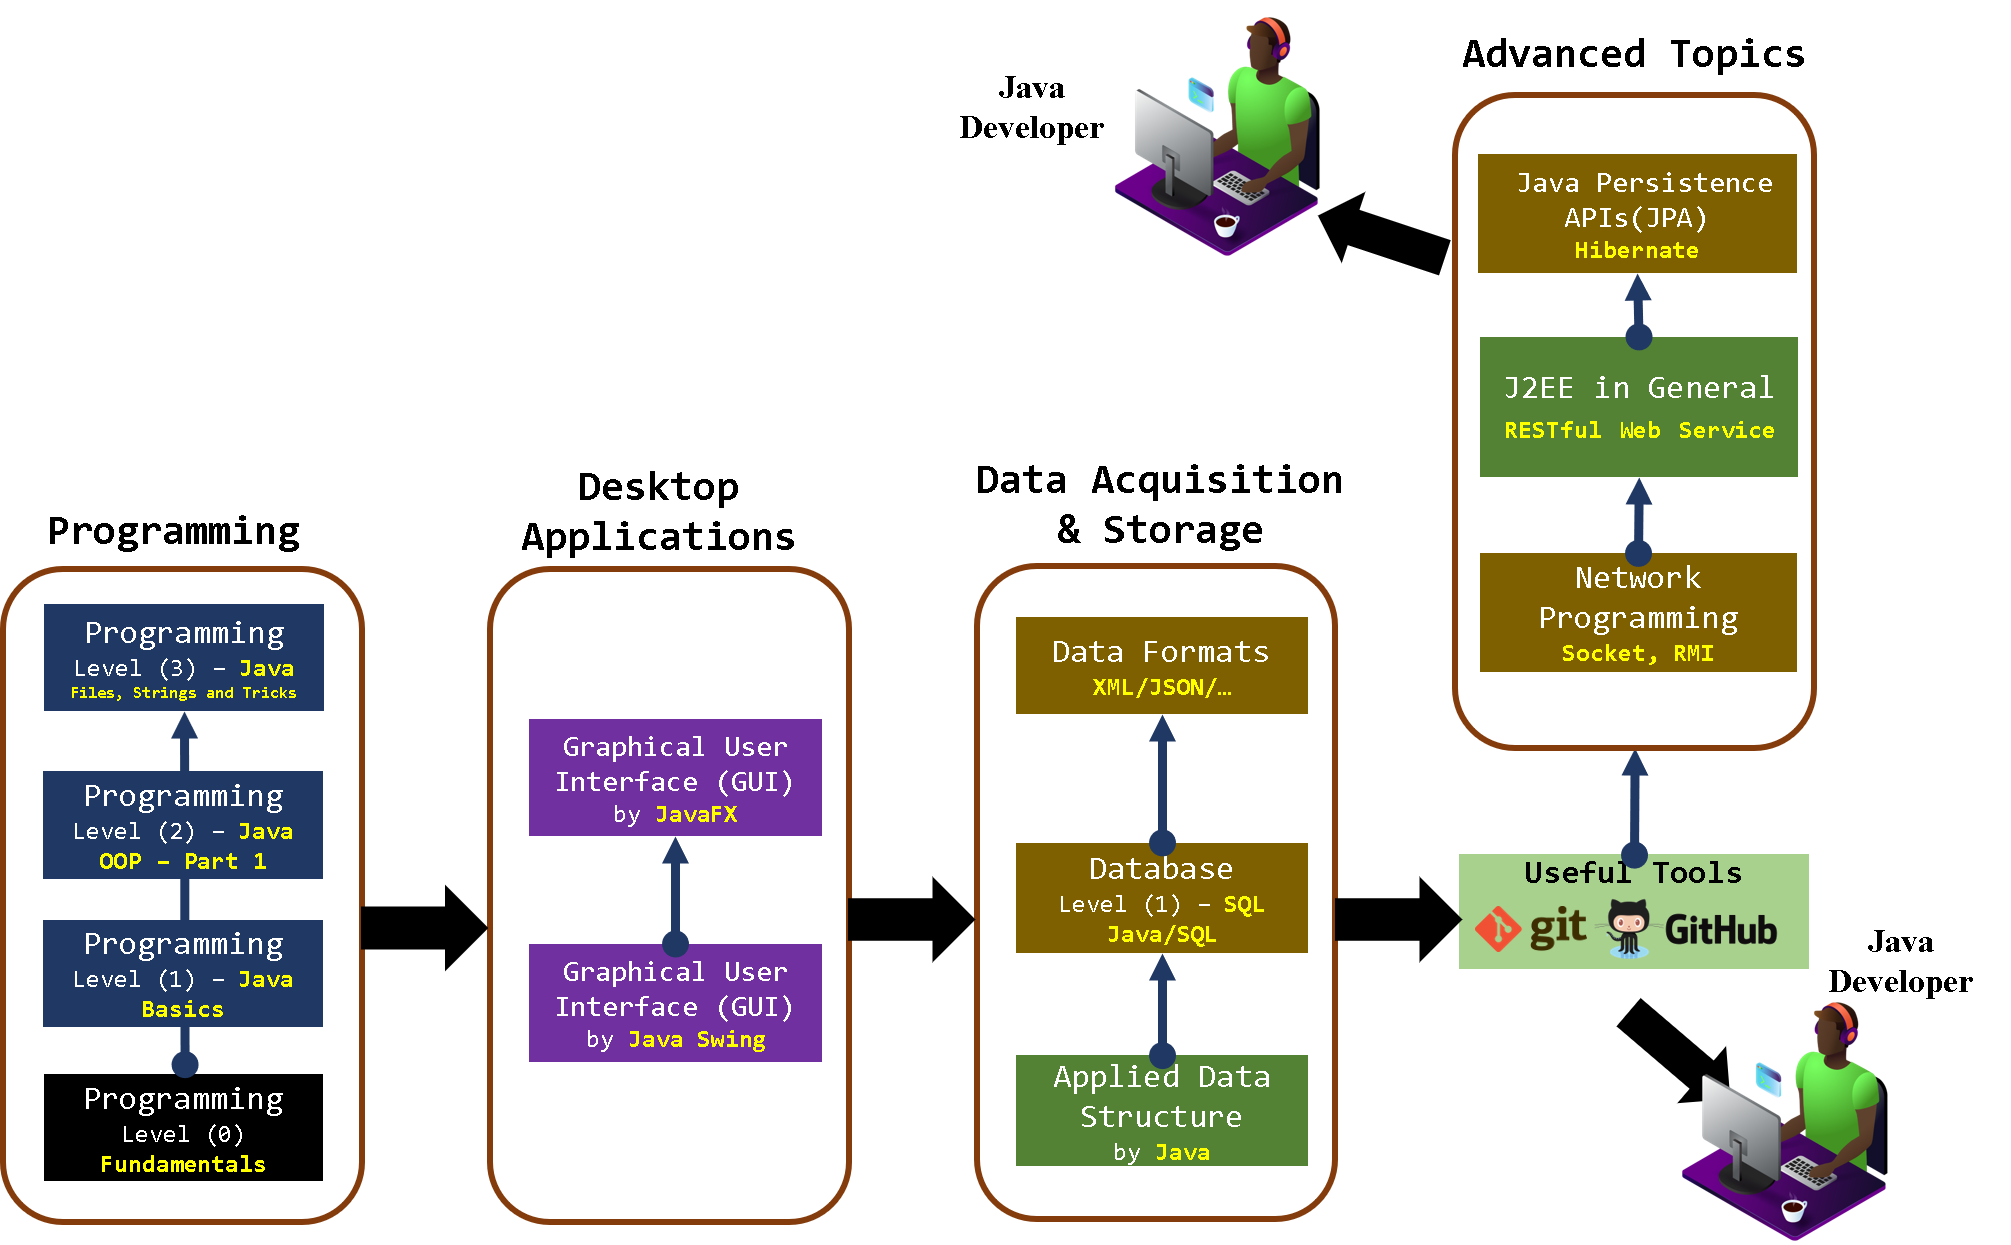 Programming
Programming
Level (3) – Java
Files, Strings and Tricks
Programming
Level (2) – Java
OOP – Part 1
Programming
Level (1) – Java
Basics
Programming
Level (0)
Fundamentals
Desktop
Applications
Graphical User
Interface (GUI)
by JavaFX
Graphical User
Interface (GUI)
by Java Swing
Data Acquisition
& Storage
Data Formats
XML/JSON/…
Database
Level (1) – SQL
Java/SQL
Applied Data
Structure
by Java
Useful Tools
git GitHub
Java
Developer
Advanced Topics
Java Persistence
APIs(JPA)
Hibernate
J2EE in General
RESTful Web Service
Network
Programming
Socket, RMI
Java
Developer